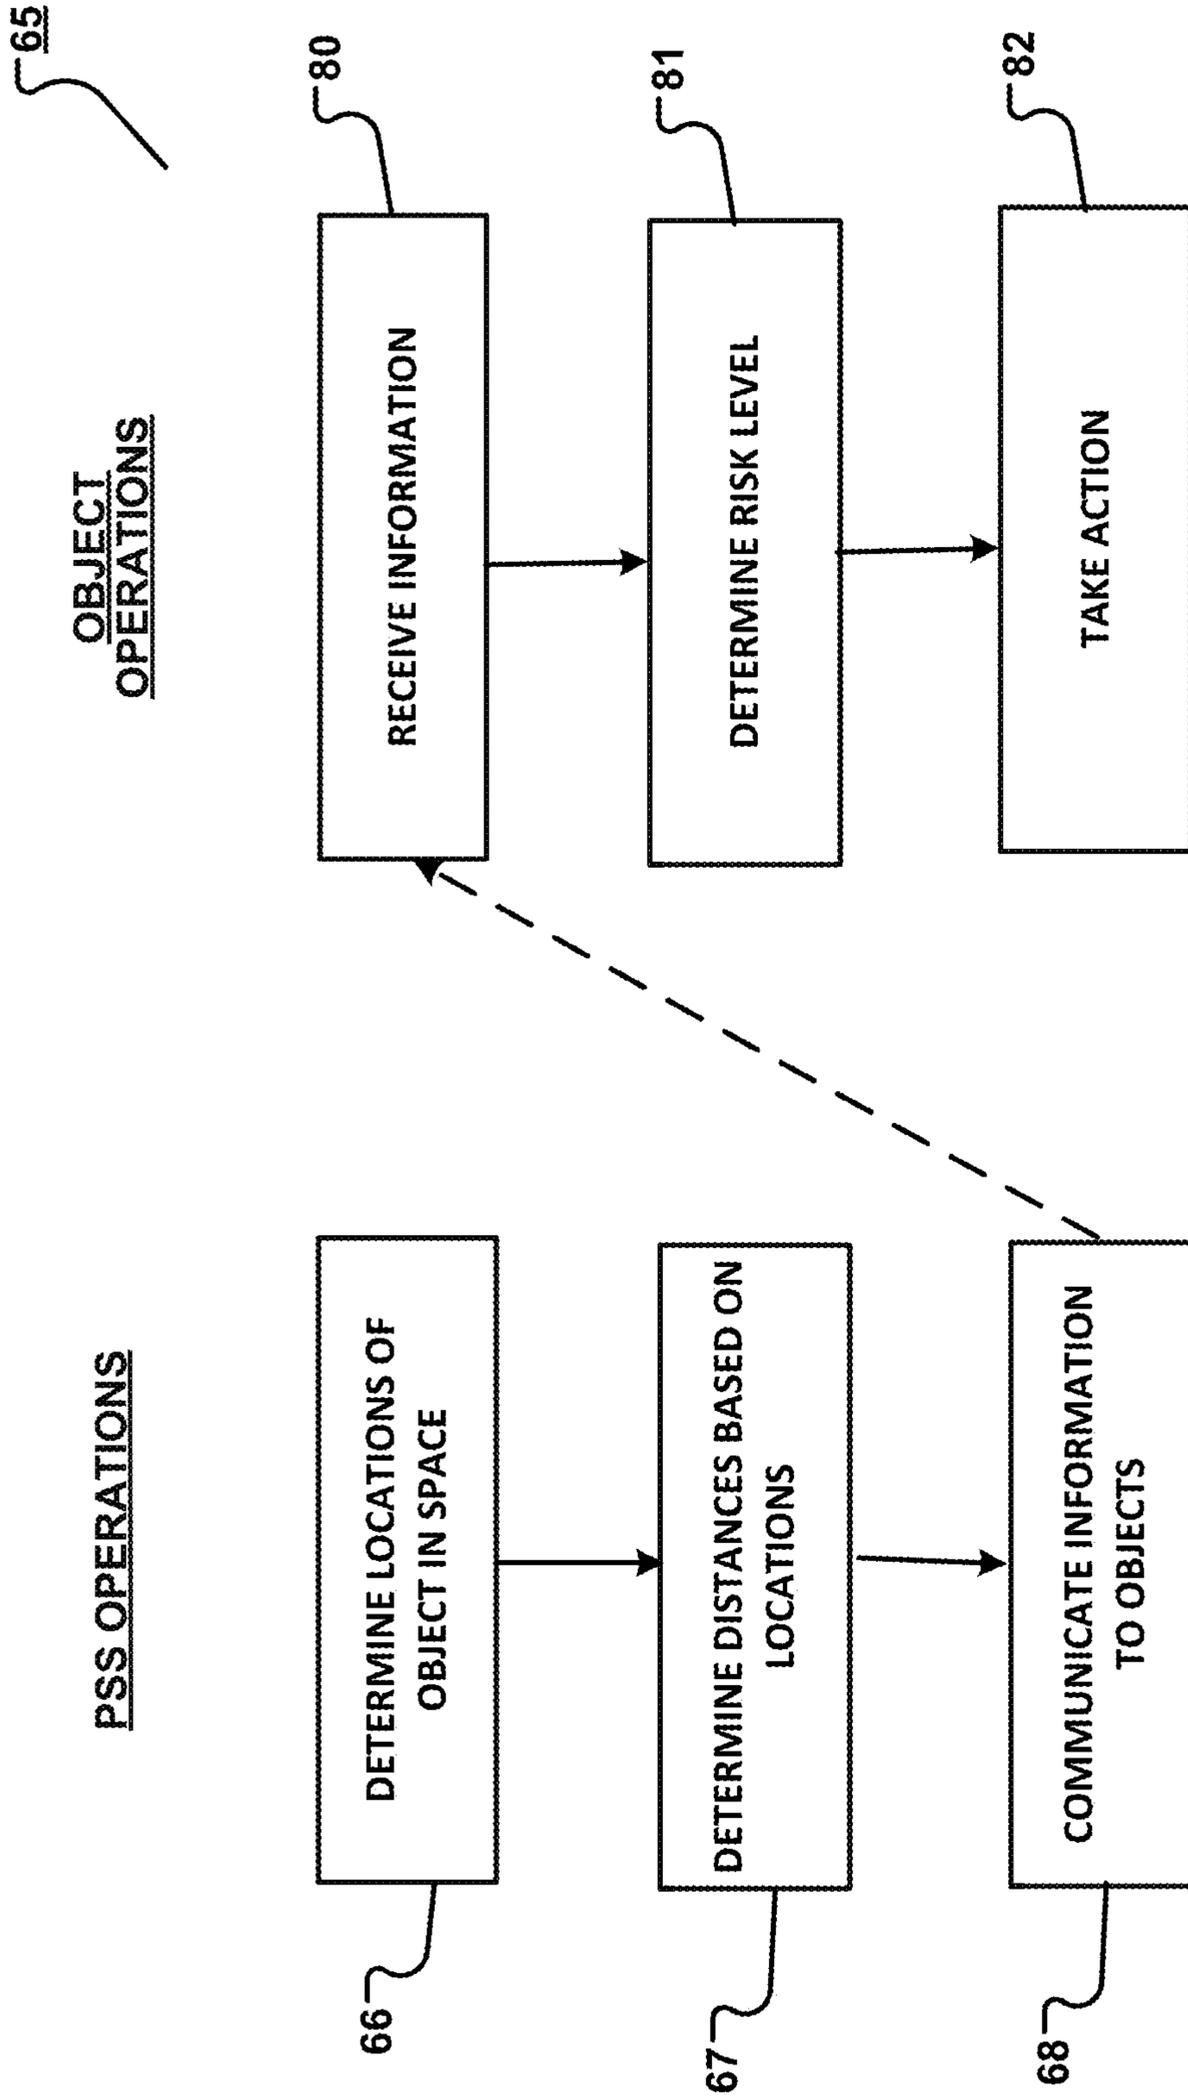 65
PSS OPERATIONS
DETERMINE LOCATIONS OF
OBJECT IN SPACE
66
DETERMINE DISTANCES BASED ON
LOCATIONS
67
COMMUNICATE INFORMATION
TO OBJECTS
68
OBJECT
OPERATIONS
RECEIVE INFORMATION
80
DETERMINE RISK LEVEL
81
TAKE ACTION
82